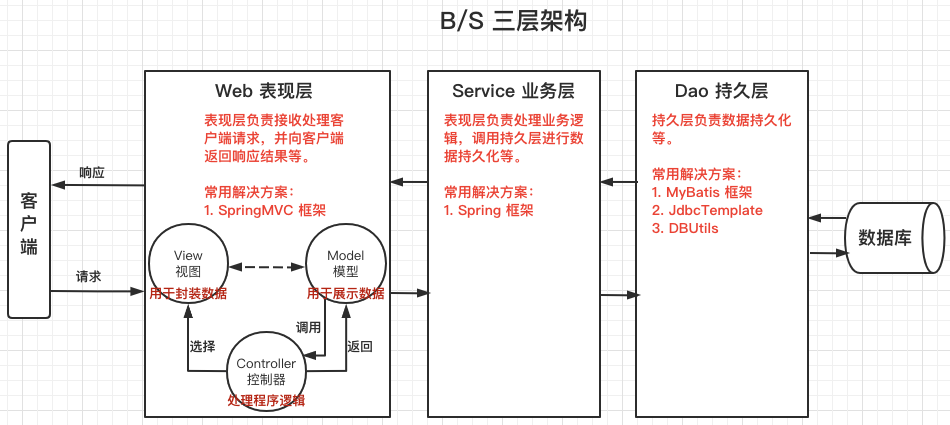 B/S 三层架构
客
户
端
响应
请求
Web 表现层
表现层负责接收处理客
户端请求，并向客户端
返回响应结果等。
常用解决方案：
1. SpringMVC 框架
View
视图
用于封装数据
Model
模型
用于展示数据
调用
选择
返回
Controller
控制器
处理程序逻辑
Service 业务层
表现层负责处理业务逻
辑，调用持久层进行数
据持久化等。
常用解决方案：
1. Spring 框架
Dao 持久层
持久层负责数据持久化
等。
常用解决方案：
1. MyBatis 框架
2. JdbcTemplate
3. DBUtils
数据库